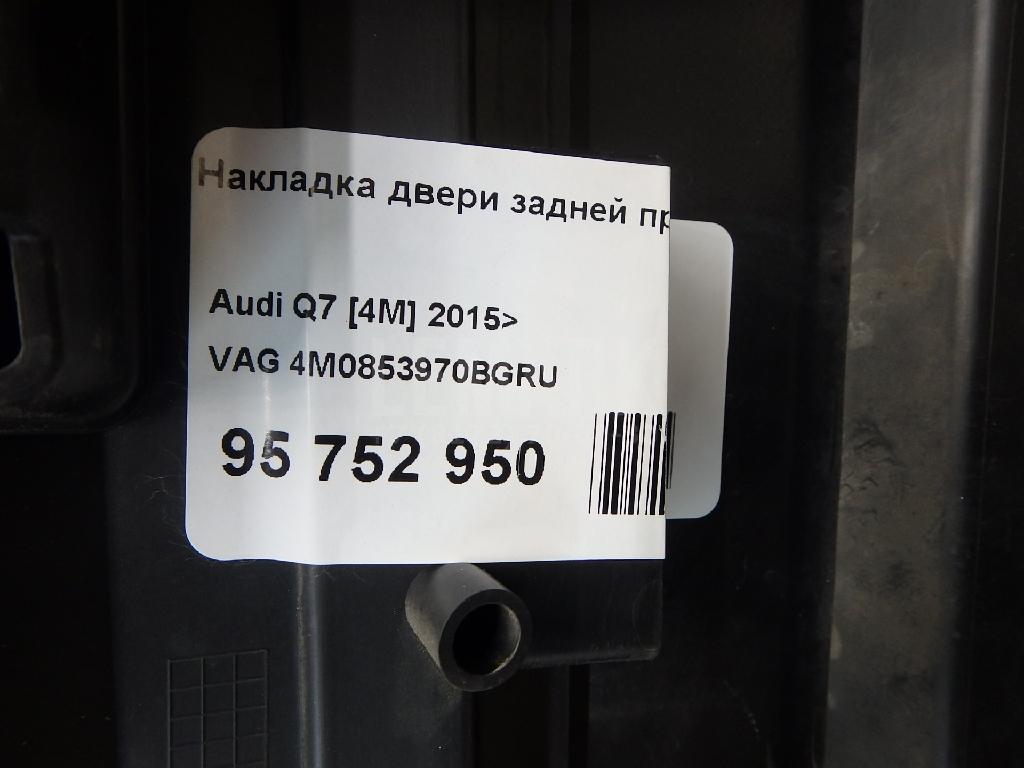 Накладка двери задней пр
Audi Q7 [4M] 2015>
VAG 4M0853970BGRU
95 752 950